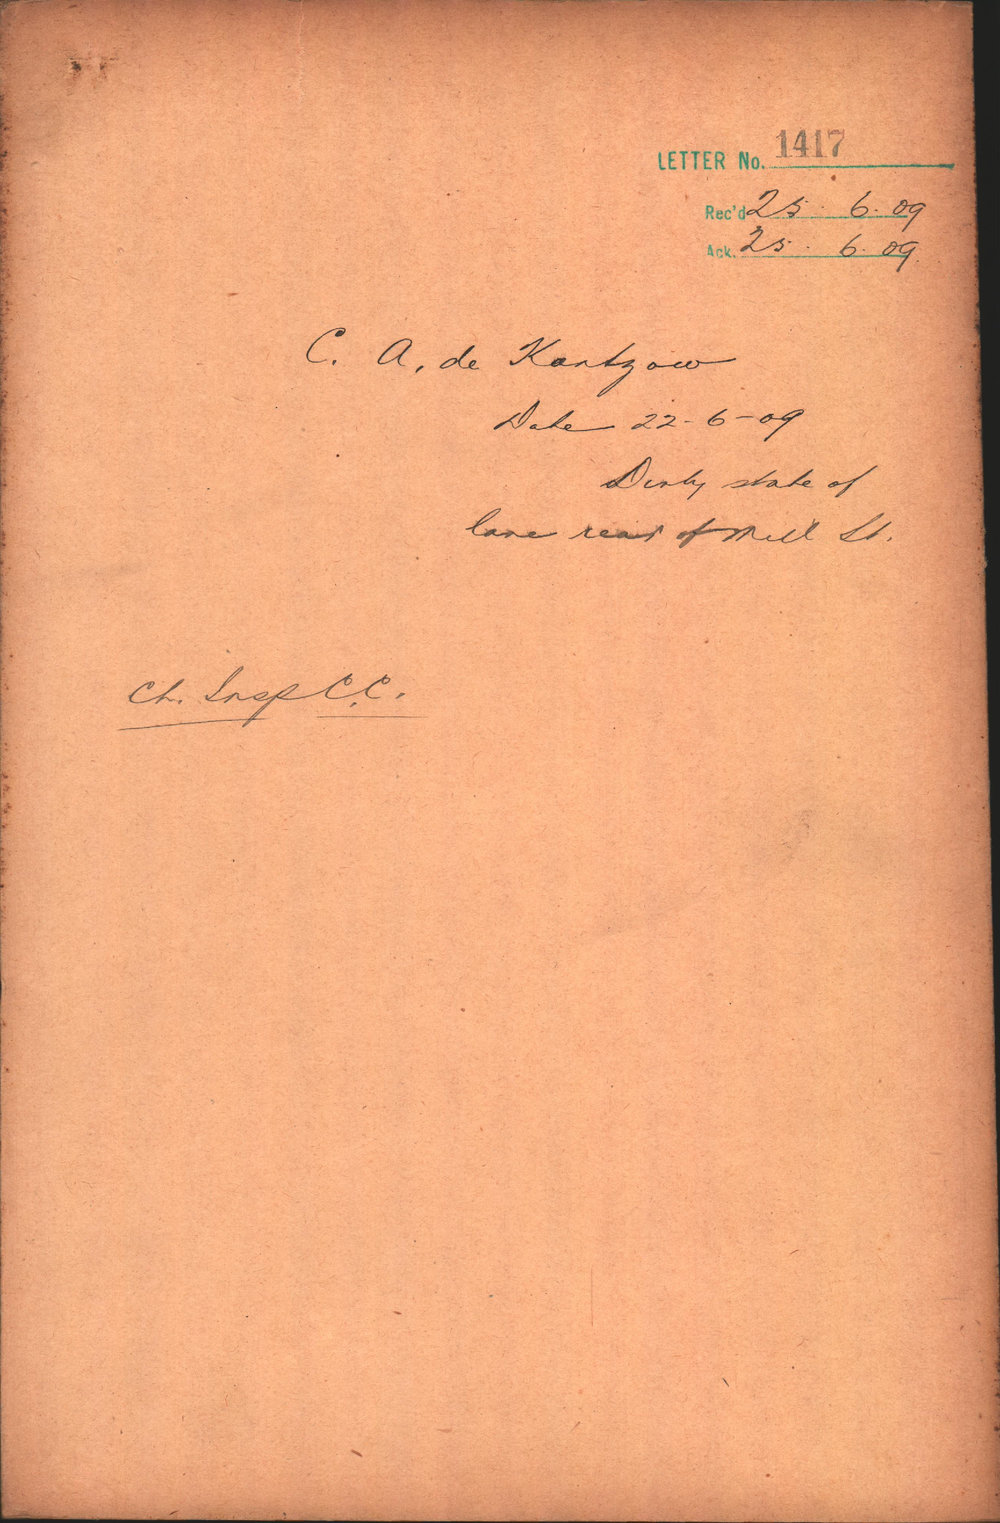 LETTER No. 1417
Rec'd 25. 6. 09
Ack. 25. 6. 09
C. A. de Kantzow
Date 22-6-09
Dirty state of
lane rear of Mill St.
Ch. Insp C.C.